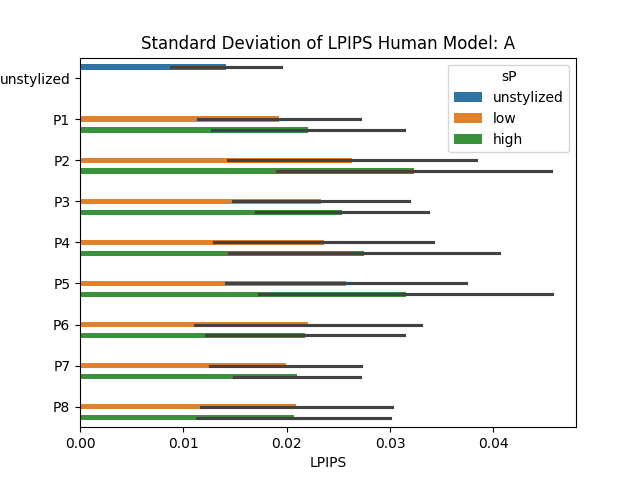 Standard Deviation of LPIPS Human Model: A
sP
unstylized
low
high
unstylized
P1
P2
P3
P4
P5
P6
P7
P8
0.00 0.01 0.02 0.03 0.04
LPIPS